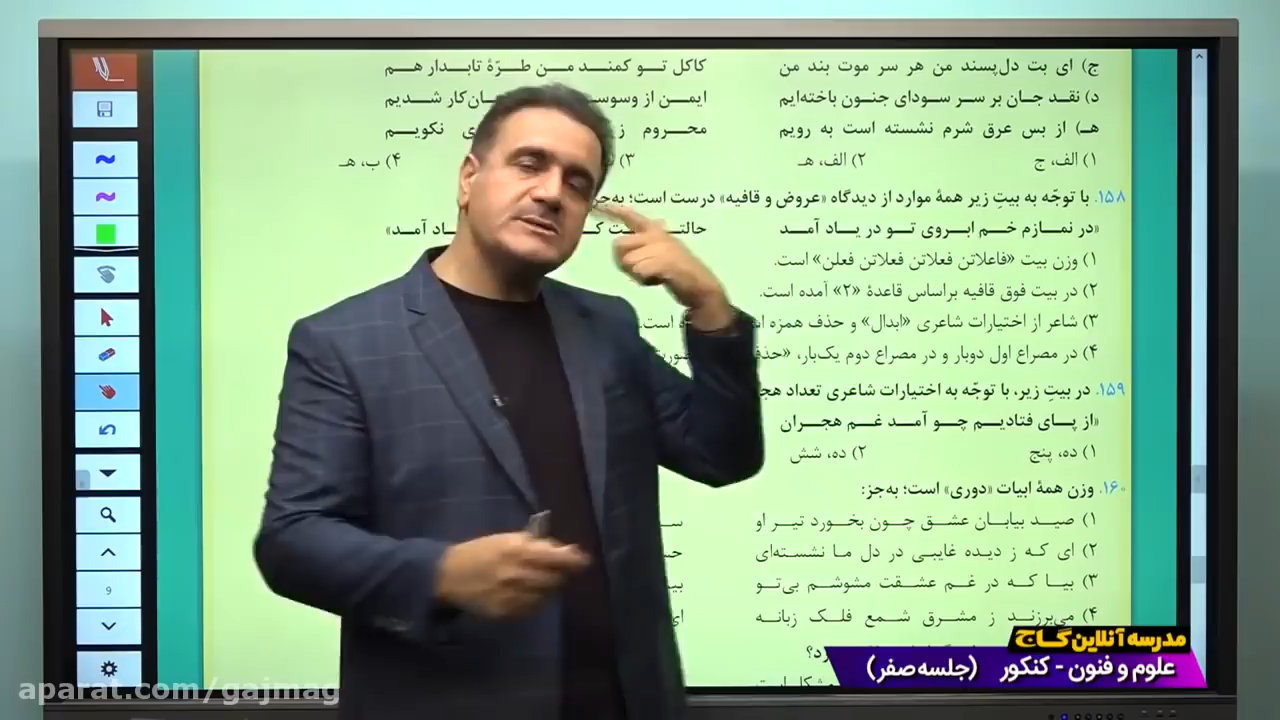 ج) ای بت دل‌پسند من هر سر موت بند من کاکل تو کمند من طرّهٔ تابدار هم
د) نقد جان بر سر سودای جنون باخته‌ایم ایمن از کار شدیم
هـ) از بس عرق شرم نشسته است به رویم محروم نکویم
۱) الف، ج ۲) الف، هـ ۳) ۴) ب، هـ
۱۵۸. با توجّه به بیتِ زیر همهٔ موارد از دیدگاه «عروض و قافیه» درست است؛
«در نمازم خم ابروی تو در یاد آمد آمد»
۱) وزن بیت «فاعلاتن فعلاتن فعلاتن فعلن» است.
۲) در بیت فوق قافیه براساس قاعدهٔ «۲» آمده است.
۳) شاعر از اختیارات شاعری «ابدال» و حذف همزه است.
۴) در مصراع اول دوبار و در مصراع دوم یک‌بار،
۱۵۹. در بیتِ زیر، با توجّه به اختیارات شاعری تعداد
«از پای فتادیم چو آمد غم هجران
۱) ده، پنج ۲) ده، شش
۱۶۰. وزن همهٔ ابیات «دوری» است؛ به‌جز:
۱) صید بیابان عشق چون بخورد تیر او
۲) ای که ز دیده غایبی در دل ما نشسته‌ای
۳) بیا که در غم عشقت مشوشم بی‌تو
۴) می‌برزند ز مشرق شمع فلک زبانه
9
مدرسه آنلاین گاج
علوم و فنون - کنکور (جلسه صفر)
aparat.com/gajmag